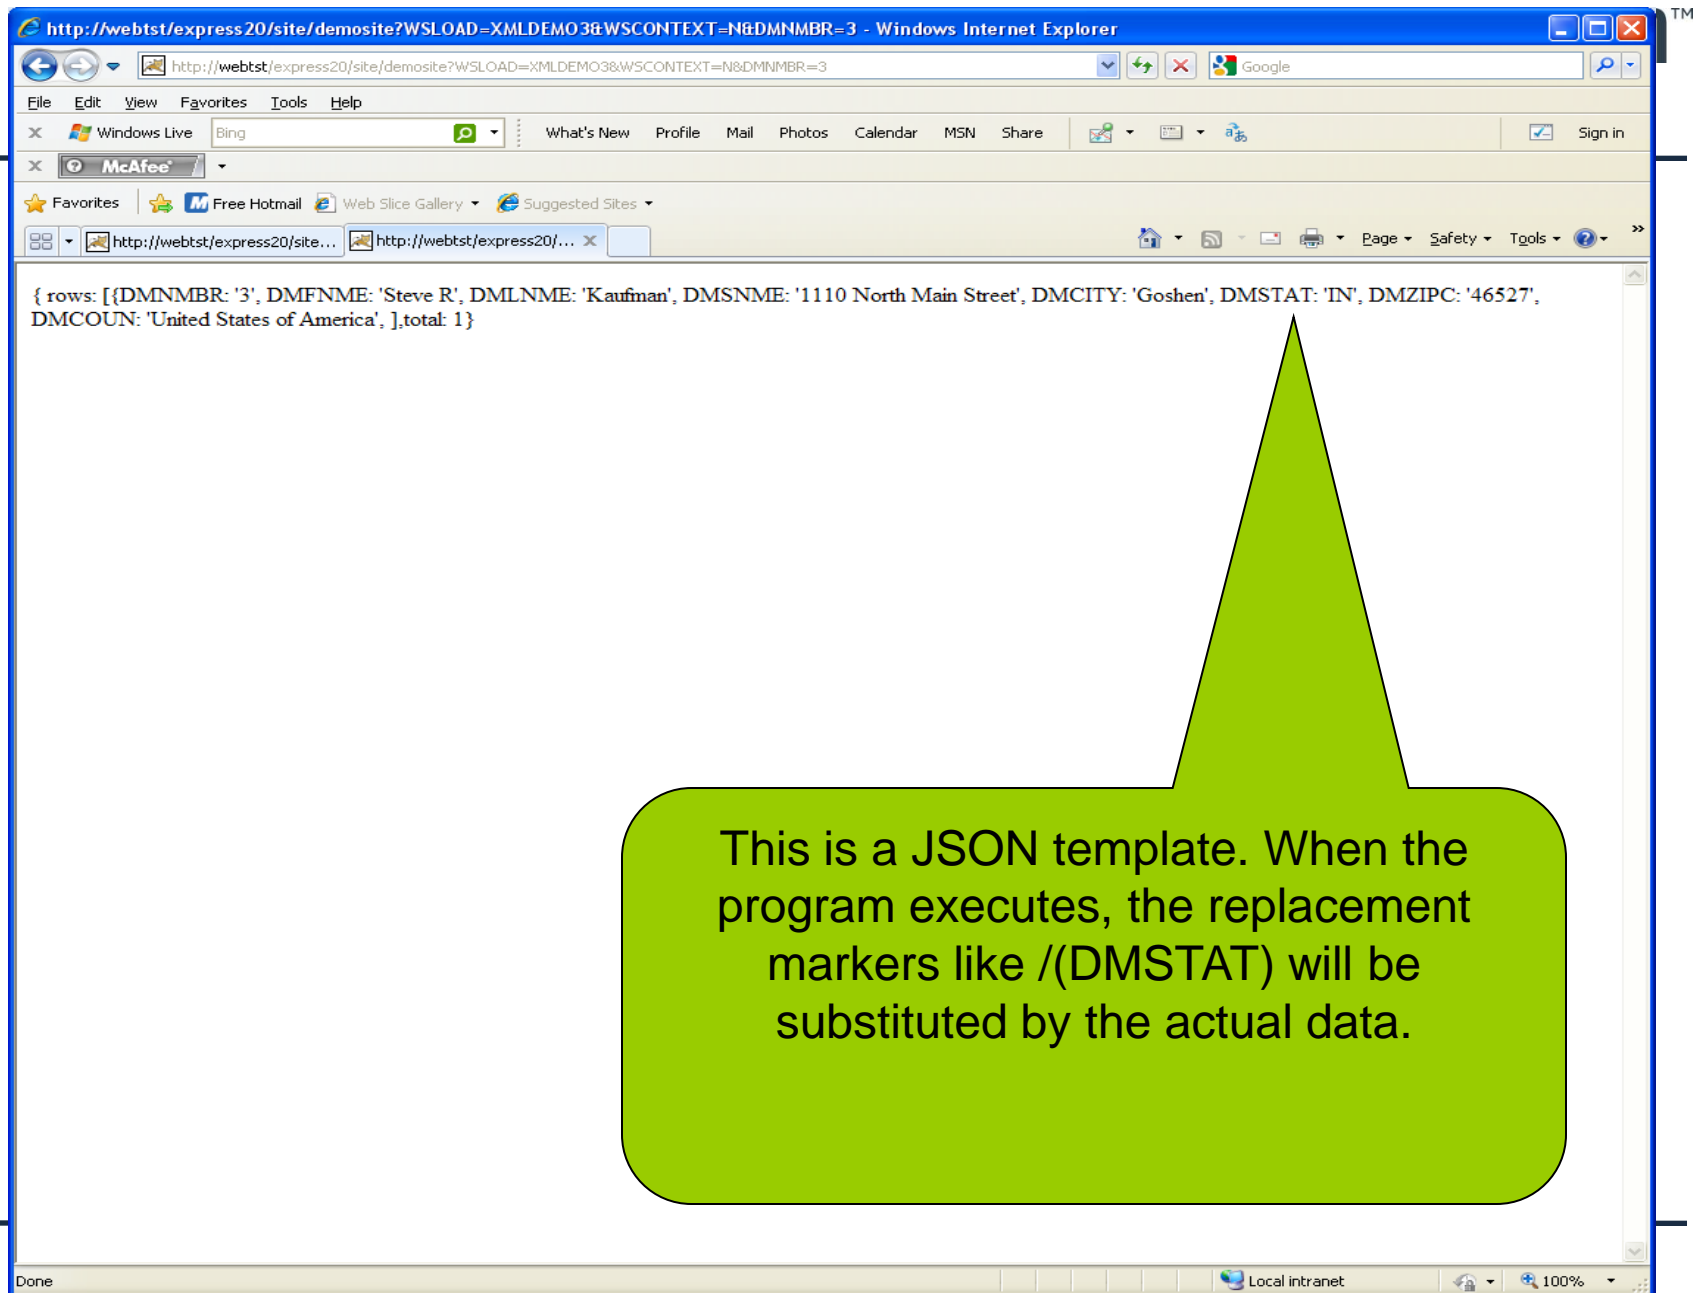 TM
http://webtst/express20/site/demosite?WSLOAD=XMLDEMO3&WSCONTEXT=N&DMNMBR=3 - Windows Internet Explorer
http://webtst/express20/site/demosite?WSLOAD=XMLDEMO3&WSCONTEXT=N&DMNMBR=3 Google
File Edit View Favorites Tools Help
x Windows Live Bing What's New Profile Mail Photos Calendar MSN Share Sign in
x McAfee
Favorites Free Hotmail Web Slice Gallery Suggested Sites
http://webtst/express20/site... http://webtst/express20/... x Page Safety Tools »
{ rows: [{DMNMBR: '3', DMFNME: 'Steve R', DMLNME: 'Kaufman', DMSNME: '1110 North Main Street', DMCITY: 'Goshen', DMSTAT: 'IN', DMZIPC: '46527',
DMCOUN: 'United States of America', ],total: 1}
This is a JSON template. When the
program executes, the replacement
markers like /(DMSTAT) will be
substituted by the actual data.
Done Local intranet 100%